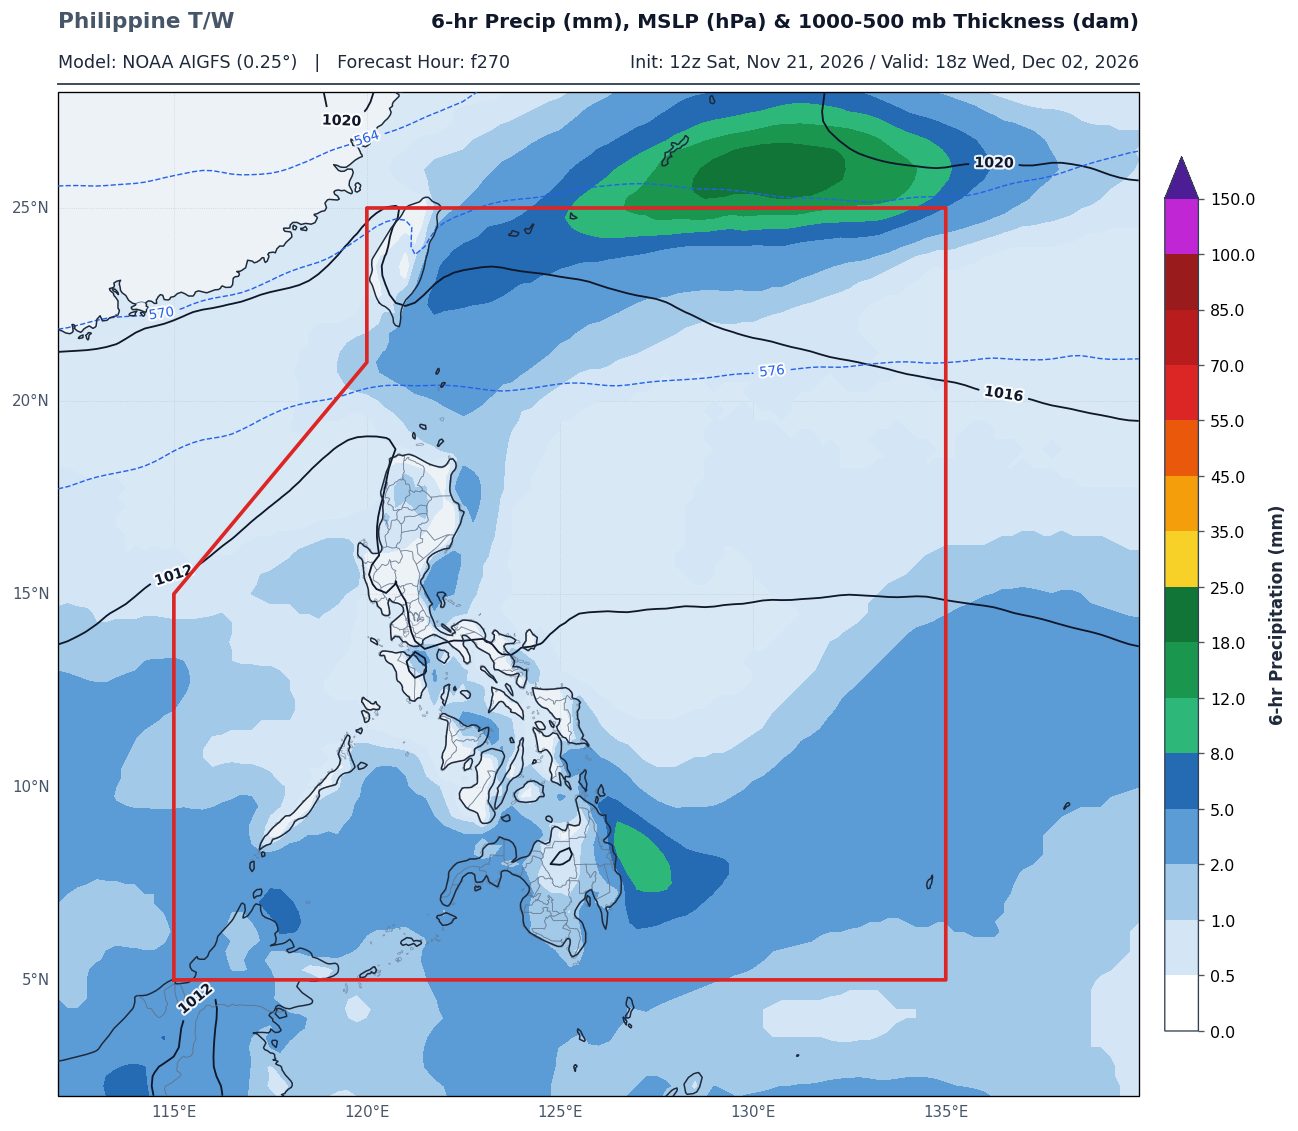 Philippine T/W
6-hr Precip (mm), MSLP (hPa) & 1000-500 mb Thickness (dam)
Model: NOAA AIGFS (0.25°) | Forecast Hour: f270
Init: 12z Sat, Nov 21, 2026 / Valid: 18z Wed, Dec 02, 2026
1020
564
1020
570
576
1016
1012
1012
25°N
20°N
15°N
10°N
5°N
115°E
120°E
125°E
130°E
135°E
150.0
100.0
85.0
70.0
55.0
45.0
35.0
25.0
18.0
12.0
8.0
5.0
2.0
1.0
0.5
0.0
6-hr Precipitation (mm)